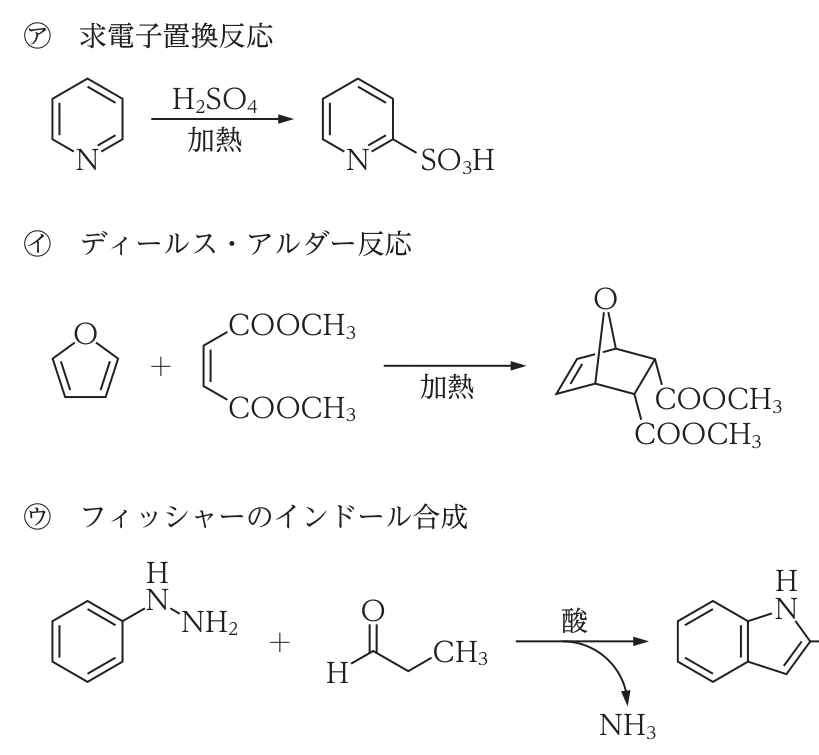 ㋐ 求電子置換反応
H₂SO₄
加熱
N
N SO₃H
㋑ ディールス・アルダー反応
O
+
COOCH₃
COOCH₃
加熱
O
COOCH₃
COOCH₃
㋒ フィッシャーのインドール合成
H
N
NH₂
+
O
H
CH₃
酸
NH₃
H
N